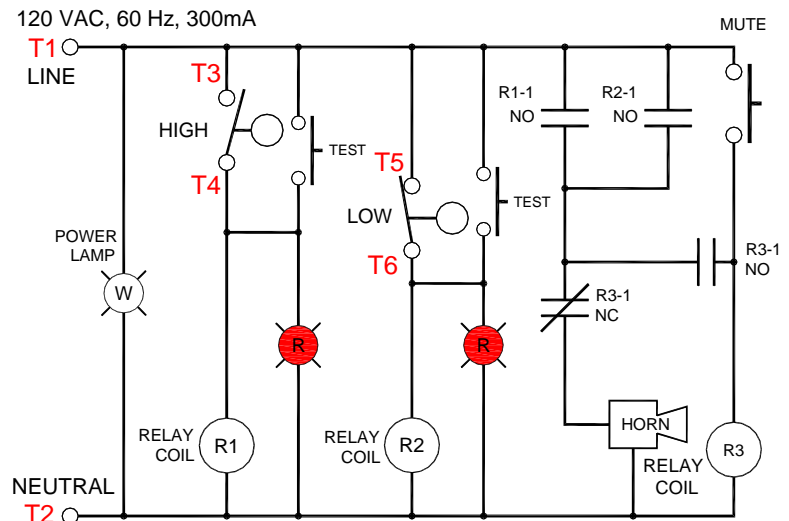 120 VAC, 60 Hz, 300mA
T1
LINE
MUTE
T3
HIGH
TEST
T4
R1-1
NO
R2-1
NO
T5
LOW
TEST
T6
POWER
LAMP
W
R3-1
NO
R3-1
NC
R
R
RELAY
COIL
R1
RELAY
COIL
R2
HORN
R3
RELAY
COIL
NEUTRAL
T2